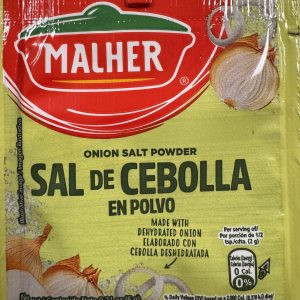 MALHER
®
ONION SALT POWDER
SAL DE CEBOLLA
EN POLVO
MADE WITH
DEHYDRATED ONION
ELABORADO CON
CEBOLLA DESHIDRATADA
Per serving of/
Por porción de 1/2
tsp./cdta. (2 g)
0 Cal.
0%